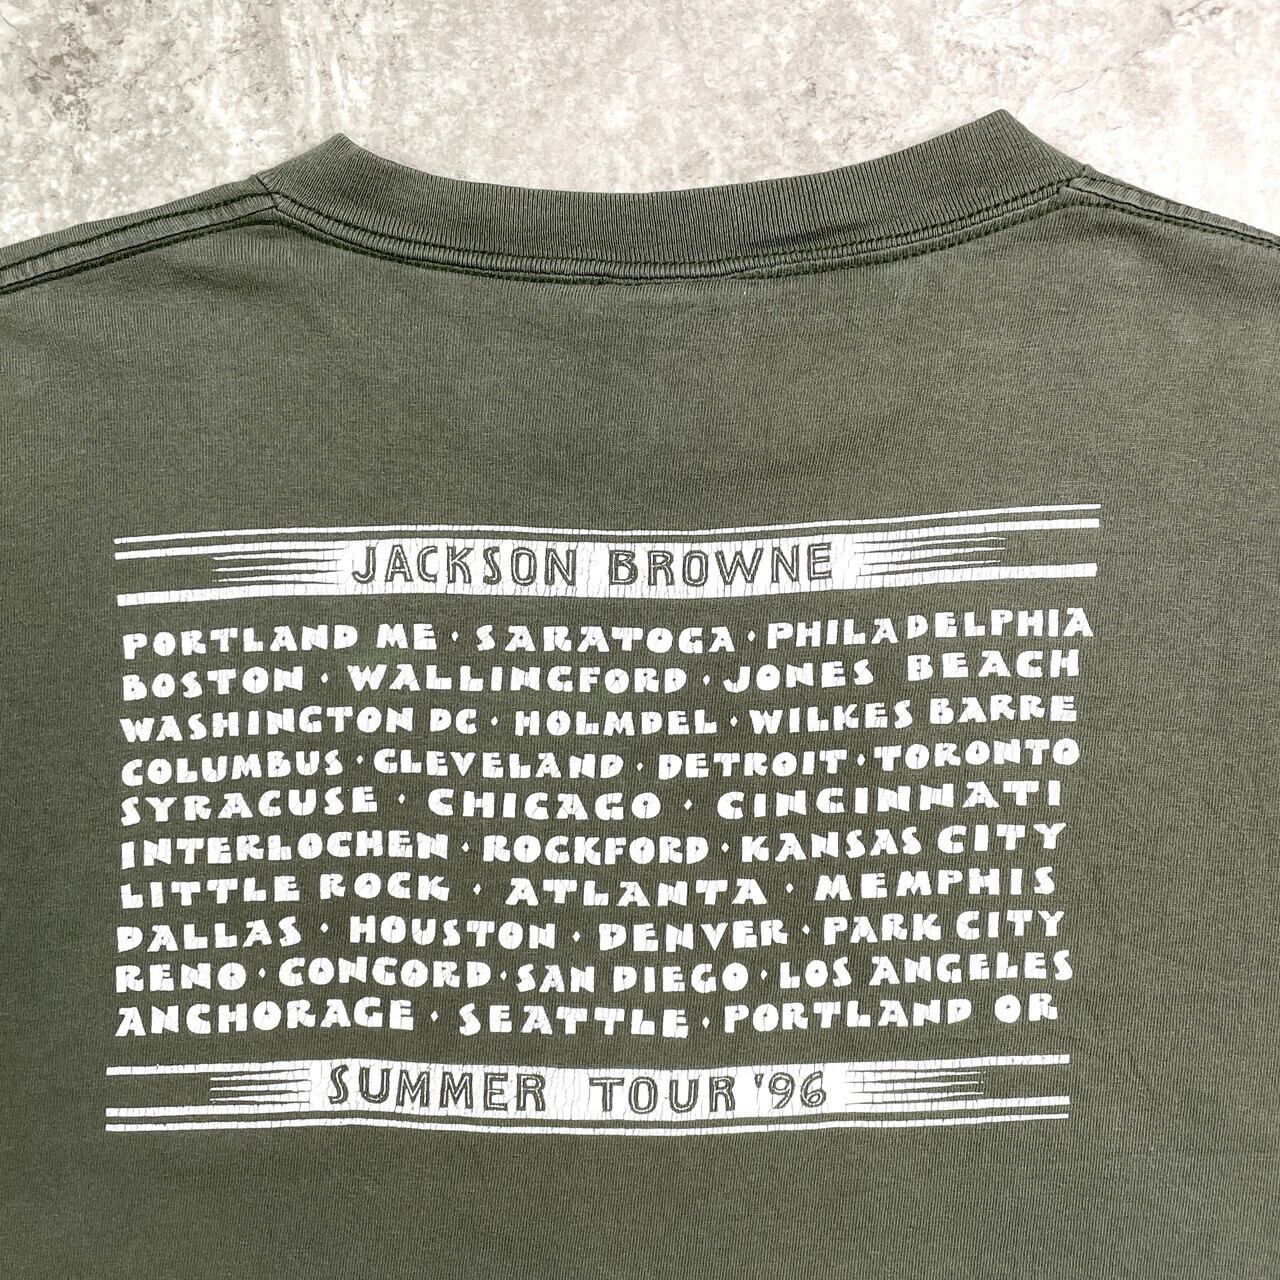 JACKSON BROWNE
PORTLAND ME · SARATOGA · PHILADELPHIA
BOSTON · WALLINGFORD · JONES BEACH
WASHINGTON DC · HOLMDEL · WILKES BARRE
COLUMBUS · CLEVELAND · DETROIT · TORONTO
SYRACUSE · CHICAGO · CINCINNATI
INTERLOCHEN · ROCKFORD · KANSAS CITY
LITTLE ROCK · ATLANTA · MEMPHIS
DALLAS · HOUSTON · DENVER · PARK CITY
RENO · CONCORD · SAN DIEGO · LOS ANGELES
ANCHORAGE · SEATTLE · PORTLAND OR
SUMMER TOUR '96